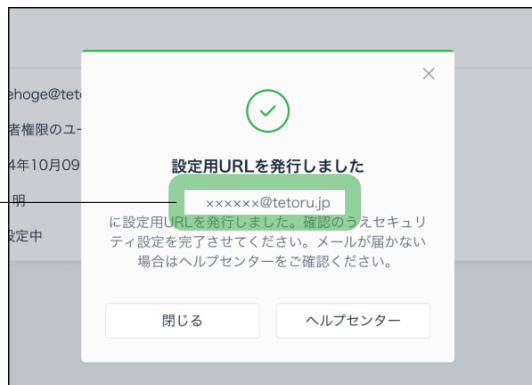 ehoge@tet
者権限のユー
4年10月09
明
設定中
設定用URLを発行しました
××××××@tetoru.jp
に設定用URLを発行しました。確認のうえセキュリ
ティ設定を完了させてください。メールが届かない
場合はヘルプセンターをご確認ください。
閉じる
ヘルプセンター